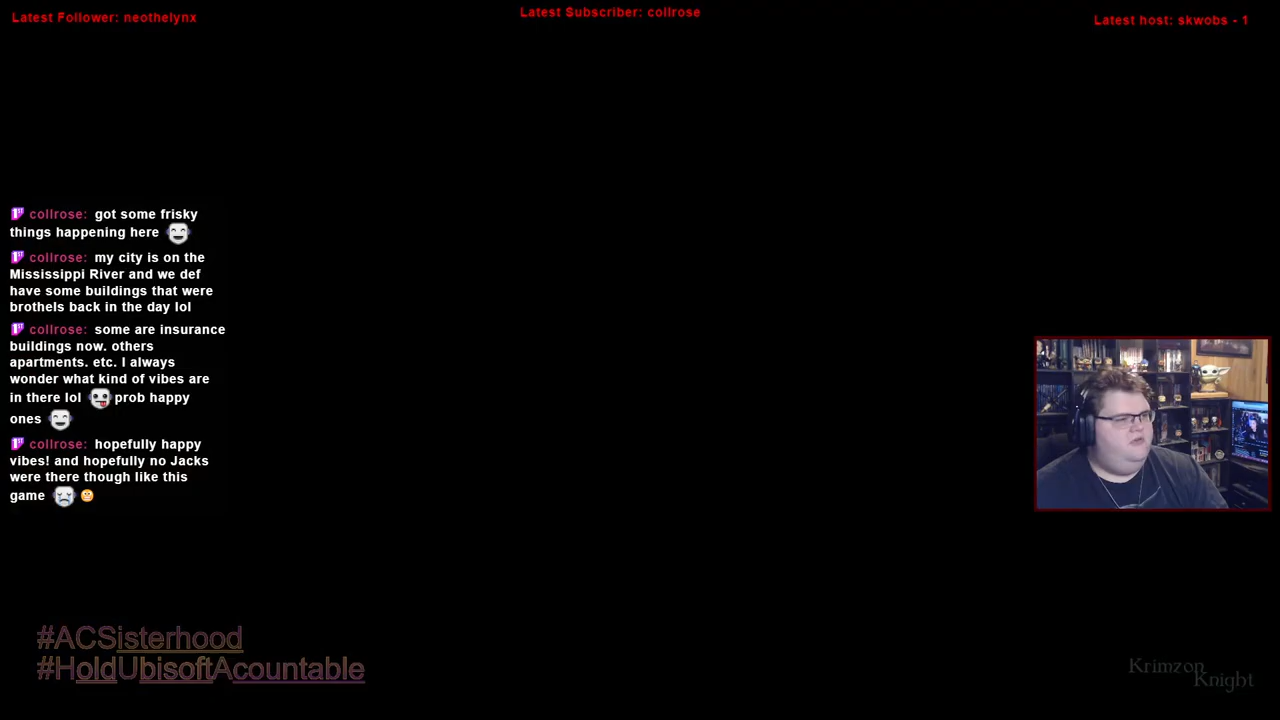 Latest Follower: neothelynx
Latest Subscriber: collrose
Latest host: skwobs - 1
collrose: got some frisky
things happening here
collrose: my city is on the
Mississippi River and we def
have some buildings that were
brothels back in the day lol
collrose: some are insurance
buildings now. others
apartments. etc. I always
wonder what kind of vibes are
in there lol prob happy
ones
collrose: hopefully happy
vibes! and hopefully no Jacks
were there though like this
game
#ACSisterhood
#HoldUbisoftAcountable
Krimzon
Knight